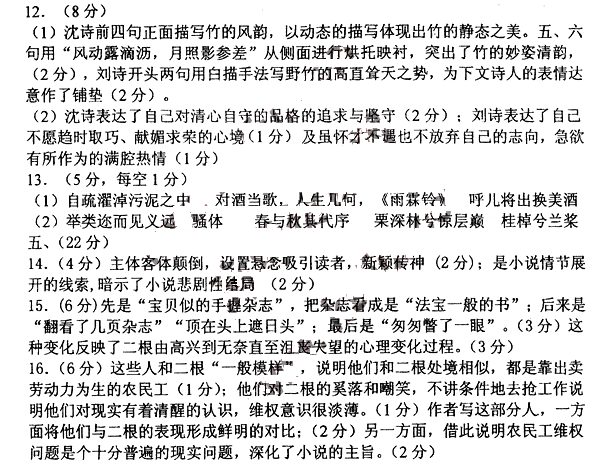 12．（8分）
（1）沈诗前四句正面描写竹的风韵，以动态的描写体现出竹的静态之美。五、六
句用“风动露滴沥，月照影参差”从侧面进行烘托映衬，突出了竹的妙姿清韵，
（2分），刘诗开头两句用白描手法写野竹的高直耸天之势，为下文诗人的表情达
意作了铺垫（2分）。
（2）沈诗表达了自己对清心自守的品格的追求与坚守（2分）；刘诗表达了自己
不愿趋时取巧、献媚求荣的心境(1分）及虽怀才不遇也不放弃自己的志向，急欲
有所作为的满腔热情（1分）
13．（5分，每空1分）
（1）自疏濯淖污泥之中 对酒当歌，人生几何，《雨霖铃》 呼儿将出换美酒
（2）举类迩而见义远 骚体 春与秋其代序 栗深林兮惊层巅 桂棹兮兰桨
五、（22分）
14．（4分）主体客体颠倒，设置悬念吸引读者，新颖传神（2分）；是小说情节展
开的线索,暗示了小说悲剧性结局 （2分）
15．(6分)先是“宝贝似的手握杂志”，把杂志看成是“法宝一般的书”；后来是
“翻看了几页杂志”“顶在头上遮日头”；最后是“匆匆瞥了一眼”。（3分）这
种变化反映了二根由高兴到无奈直至沮丧失望的心理变化过程。（3分）
16．（6分）这些人和二根“一般模样”，说明他们和二根处境相似，都是靠出卖
劳动力为生的农民工（1分）；他们对二根的奚落和嘲笑，不讲条件地去抢工作说
明他们对现实有着清醒的认识，维权意识很淡薄。（1分）作者写这部分人，一方
面将他们与二根的表现形成鲜明的对比；（2分）另一方面，借此说明农民工维权
问题是个十分普遍的现实问题，深化了小说的主旨。（2分）